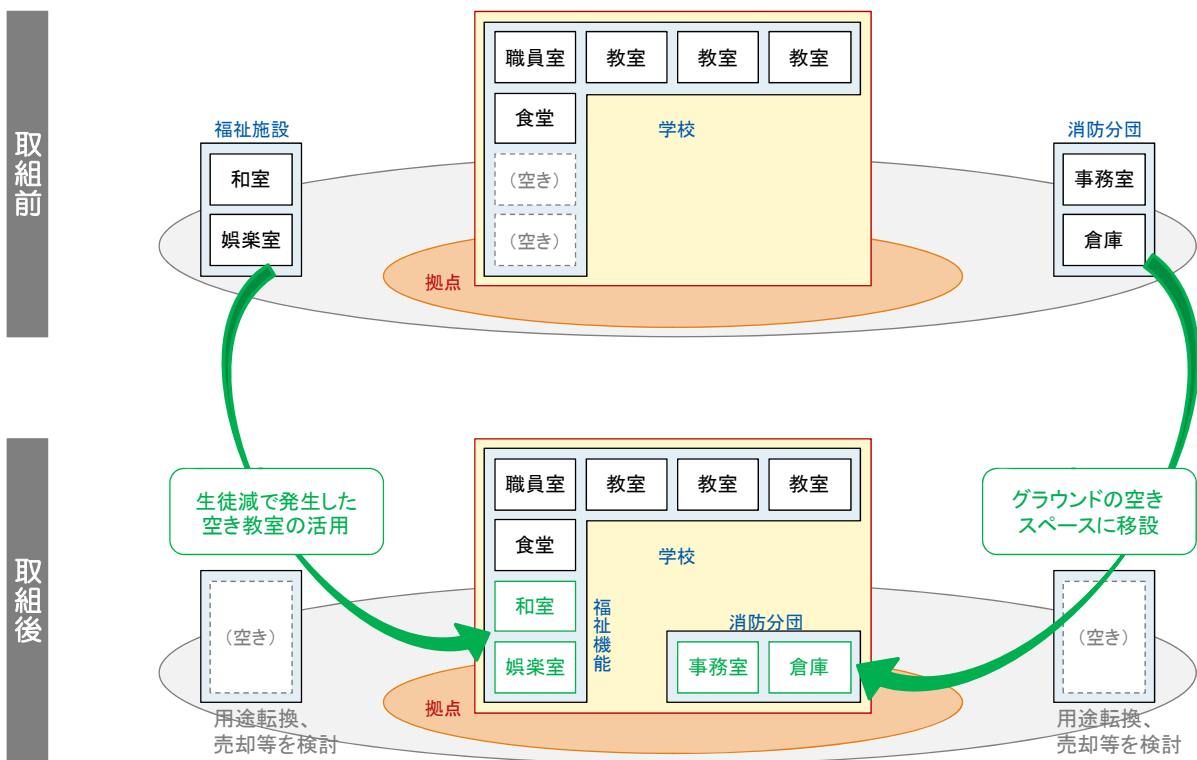 取組前
職員室
教室
教室
教室
食堂
(空き)
(空き)
学校
福祉施設
和室
娯楽室
消防分団
事務室
倉庫
拠点
取組後
生徒減で発生した
空き教室の活用
グラウンドの空き
スペースに移設
職員室
教室
教室
教室
食堂
和室
娯楽室
福祉機能
学校
消防分団
事務室
倉庫
(空き)
用途転換、
売却等を検討
拠点
(空き)
用途転換、
売却等を検討